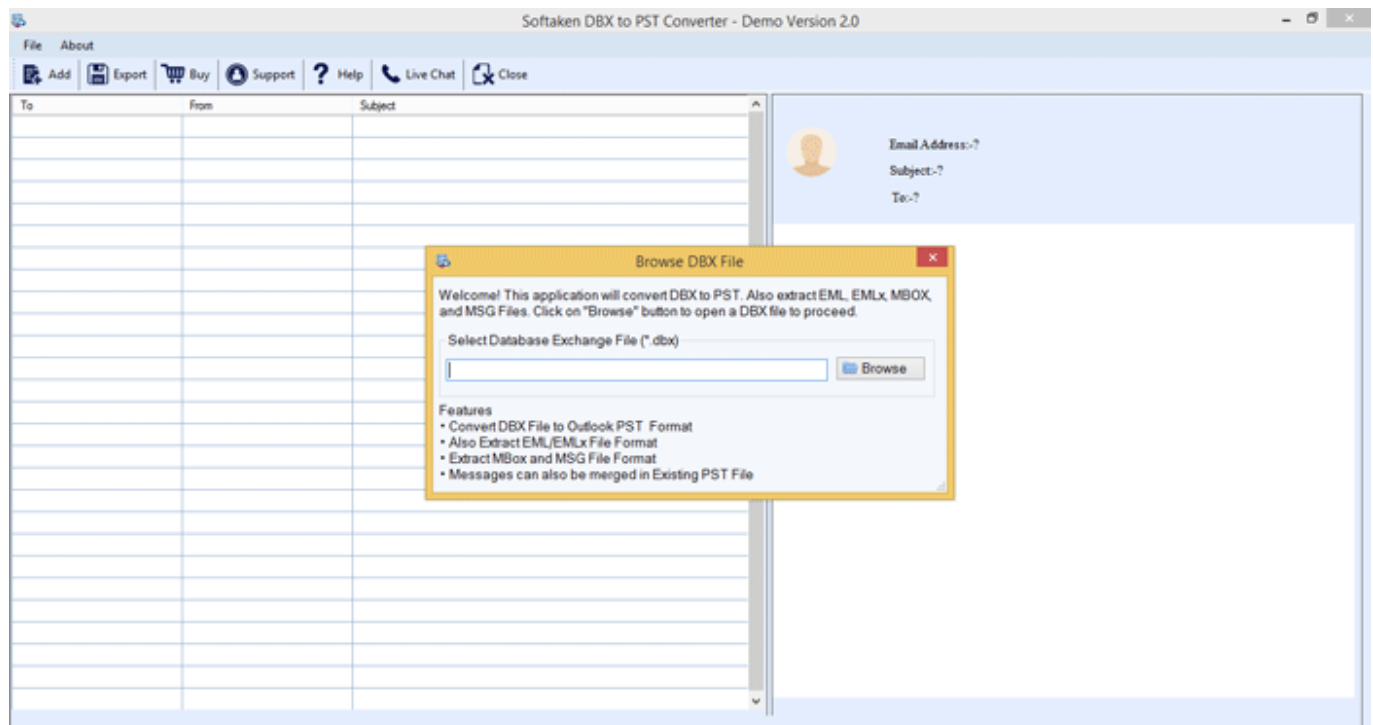 Softaken DBX to PST Converter - Demo Version 2.0
File About
Add Export Buy Support ? Help Live Chat Close
To From Subject
Email Address:-?
Subject:-?
To:-?
Browse DBX File
Welcome! This application will convert DBX to PST. Also extract EML, EMLx, MBOX,
and MSG Files. Click on "Browse" button to open a DBX file to proceed.
Select Database Exchange File (*.dbx)
Browse
Features
• Convert DBX File to Outlook PST Format
• Also Extract EML/EMLx File Format
• Extract MBox and MSG File Format
• Messages can also be merged in Existing PST File